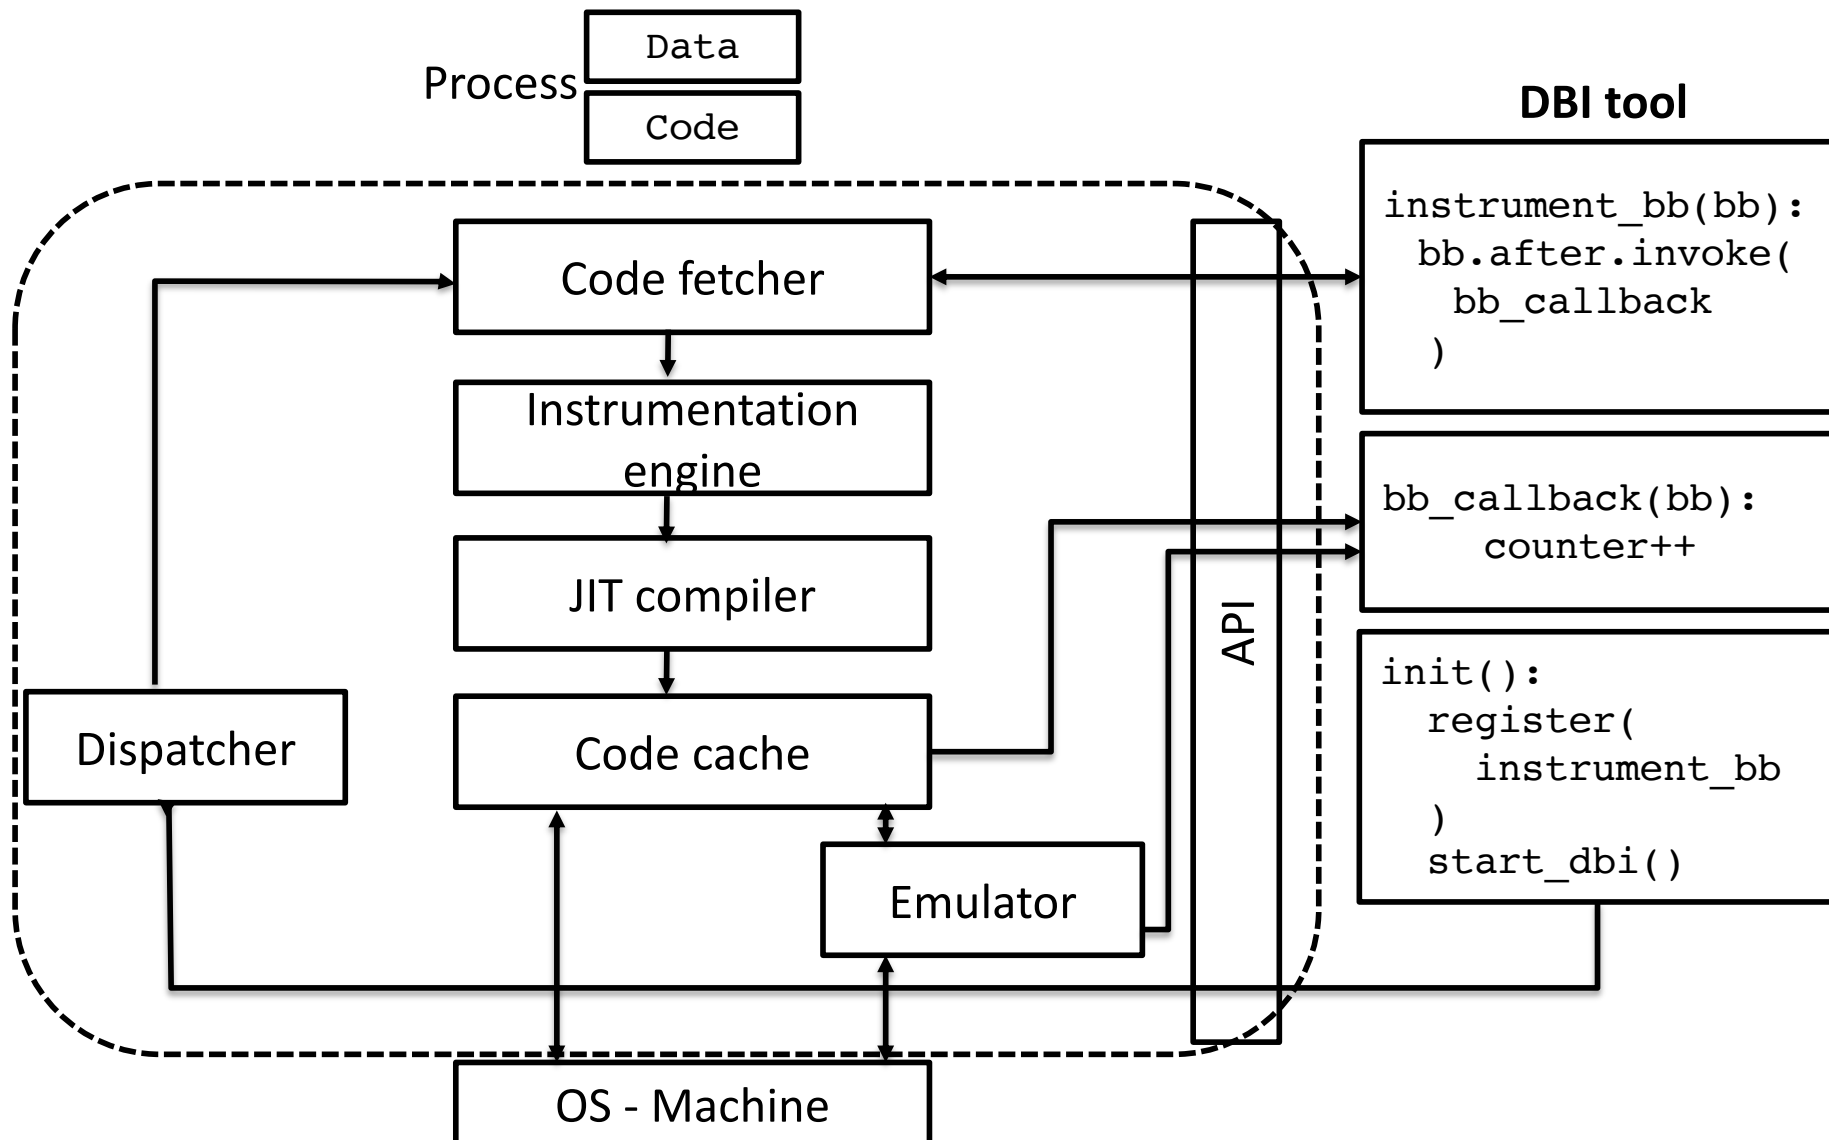 Data
Process
Code
DBI tool
instrument_bb(bb):
bb.after.invoke(
bb_callback
)
Code fetcher
Instrumentation
engine
bb_callback(bb):
counter++
JIT compiler
API
init():
register(
instrument_bb
)
start_dbi()
Dispatcher
Code cache
Emulator
OS - Machine